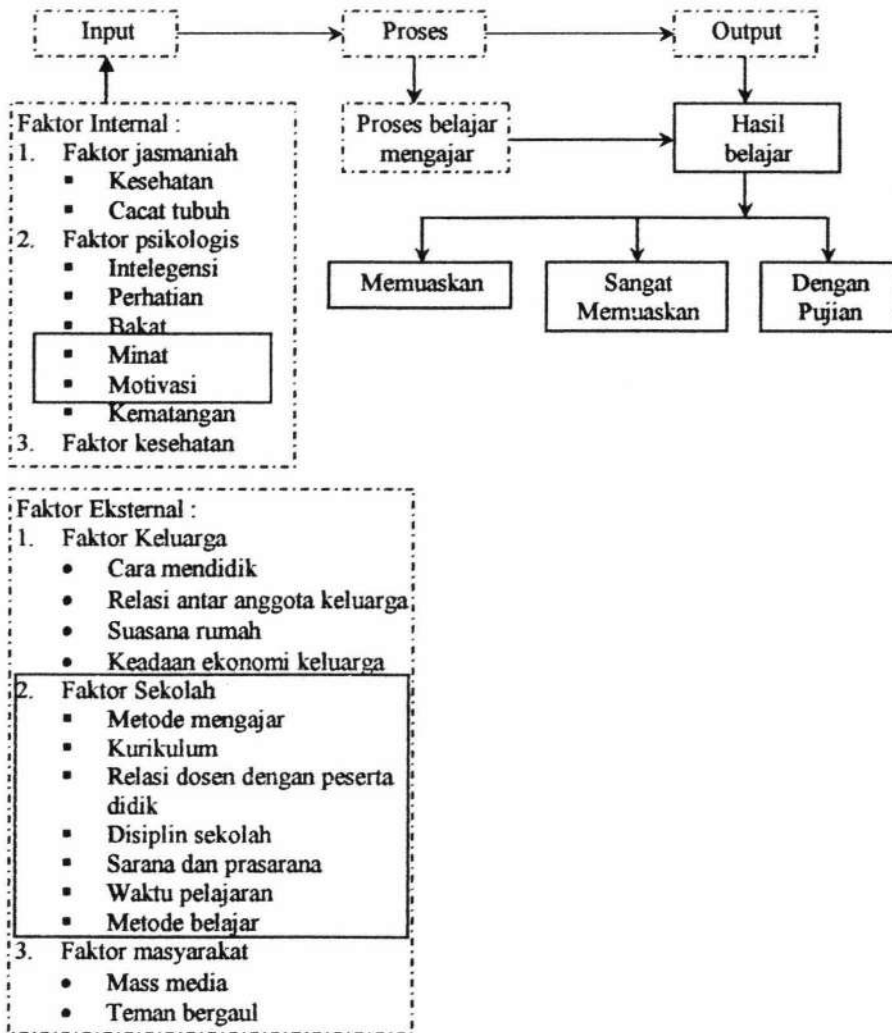 Input
Proses
Output
Proses belajar
mengajar
Hasil
belajar
Memuaskan
Sangat
Memuaskan
Dengan
Pujian
Faktor Internal :
1. Faktor jasmaniah
▪ Kesehatan
▪ Cacat tubuh
2. Faktor psikologis
▪ Intelegensi
▪ Perhatian
▪ Bakat
▪ Minat
▪ Motivasi
▪ Kematangan
3. Faktor kesehatan
Faktor Eksternal :
1. Faktor Keluarga
• Cara mendidik
• Relasi antar anggota keluarga
• Suasana rumah
• Keadaan ekonomi keluarga
2. Faktor Sekolah
▪ Metode mengajar
▪ Kurikulum
▪ Relasi dosen dengan peserta
didik
▪ Disiplin sekolah
▪ Sarana dan prasarana
▪ Waktu pelajaran
▪ Metode belajar
3. Faktor masyarakat
• Mass media
• Teman bergaul